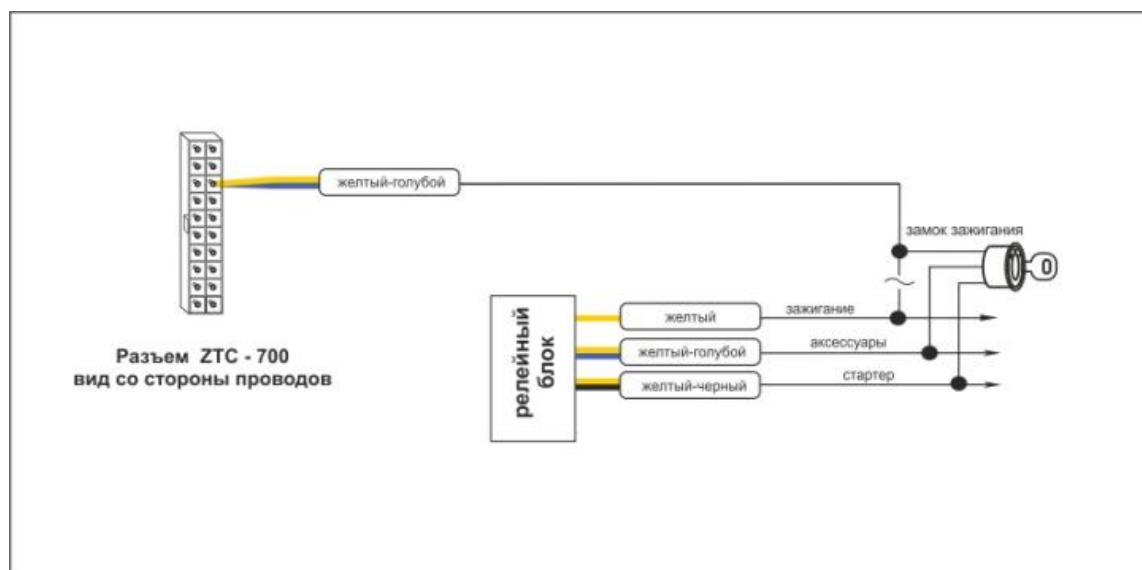 желтый-голубой
замок зажигания
желтый
зажигание
желтый-голубой
аксессуары
желтый-черный
стартер
релейный
блок
Разъем ZTC - 700
вид со стороны проводов